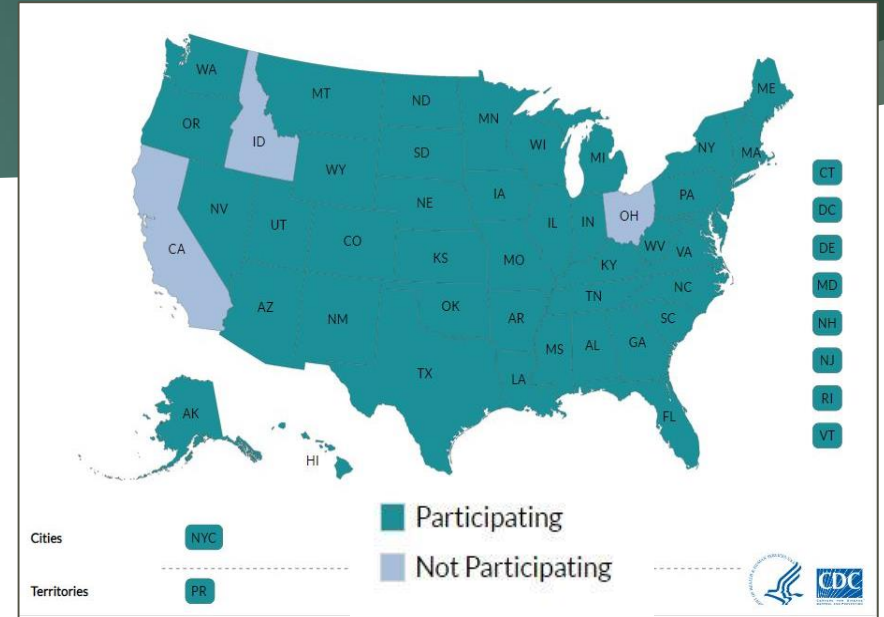 WA
MT
ND
MN
ME
OR
ID
SD
WI
MI
NY
MA
WY
IA
PA
NV
NE
IL
IN
OH
UT
CO
KS
MO
WV
VA
CA
KY
NC
AZ
NM
OK
AR
TN
SC
MS
AL
GA
TX
LA
FL
AK
HI
CT
DC
DE
MD
NH
NJ
RI
VT
Participating
Not Participating
Cities
NYC
Territories
PR
CDC